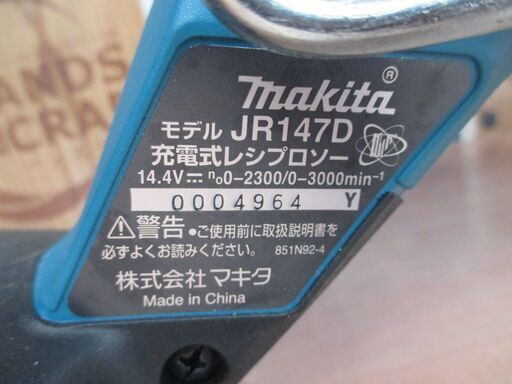 ANDS
CRA
makita®
モデル JR147D
充電式レシプロソー
14.4V⎓ n₀0-2300/0-3000min⁻¹
0004964 Y
⚠警告 ●ご使用前に取扱説明書を
必ずよくお読みください。 851N92-4
株式会社 マキタ
Made in China